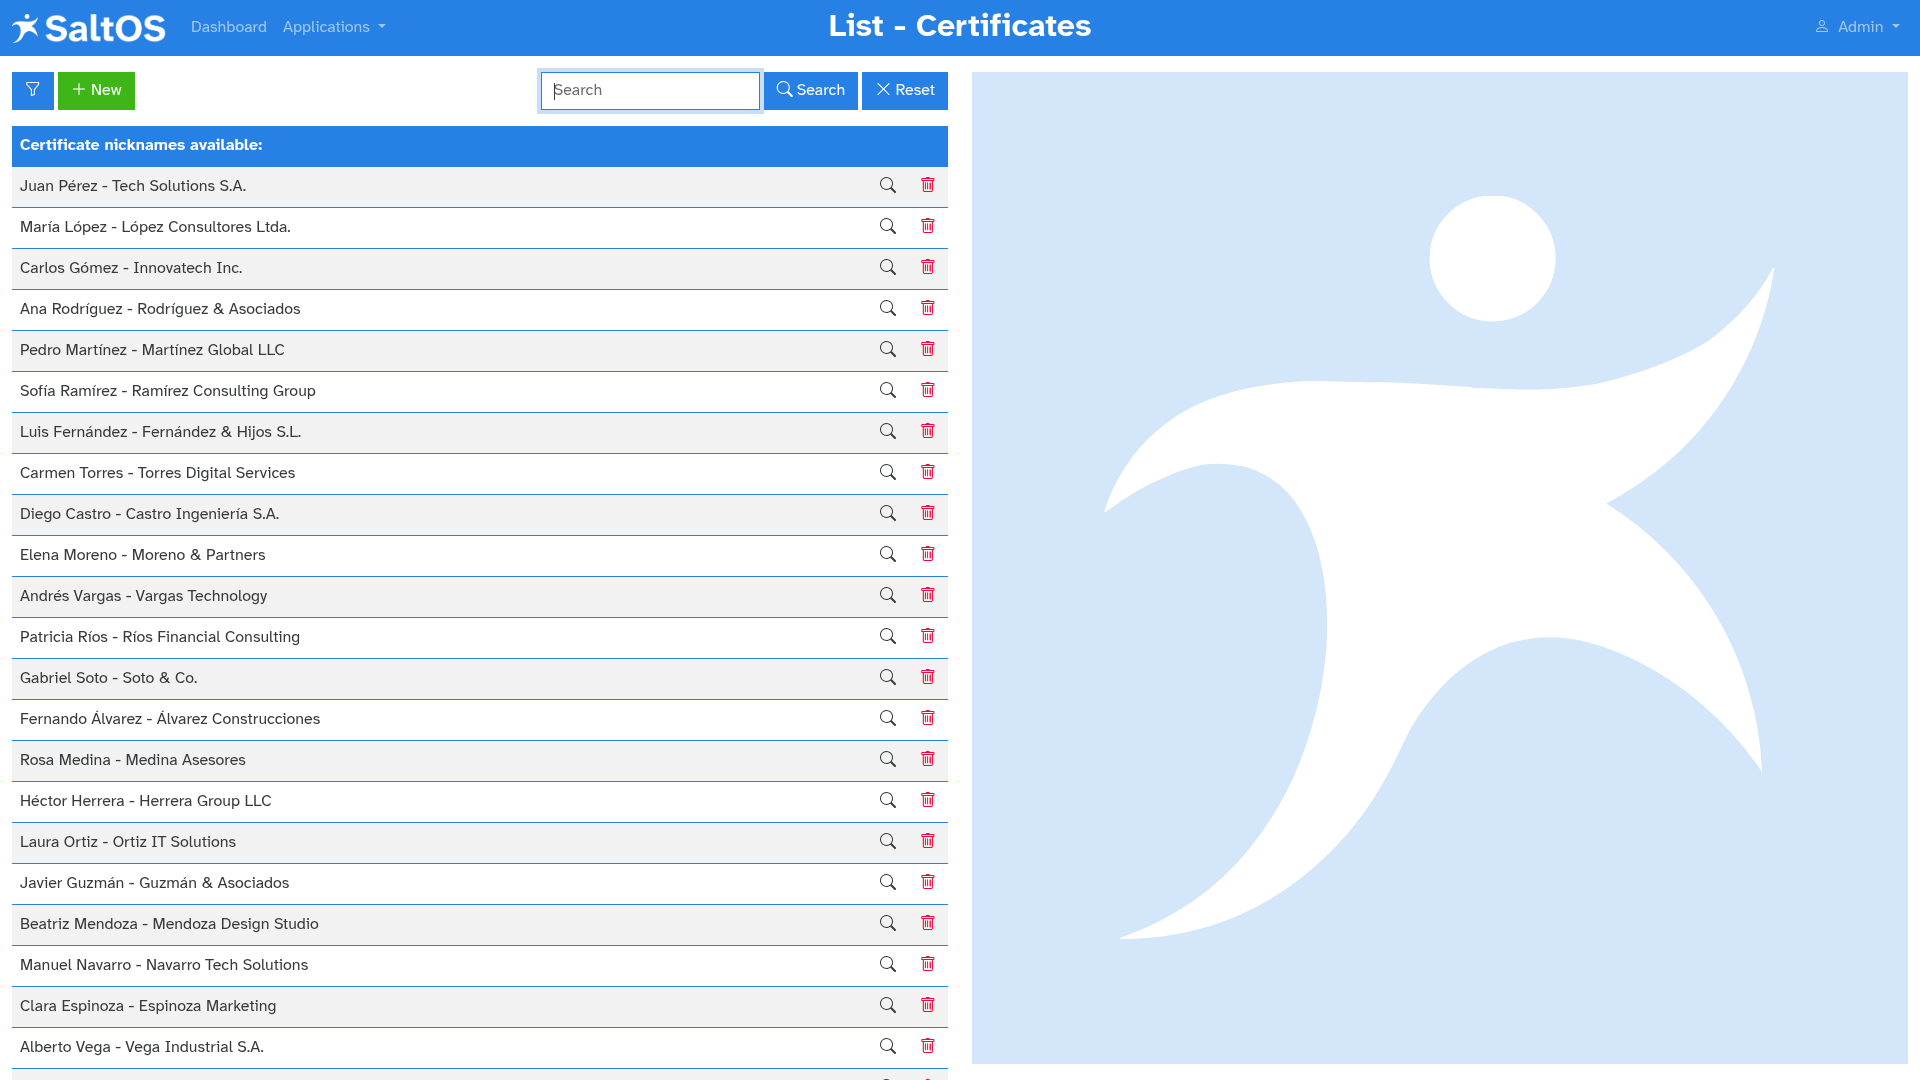 SaltOS Dashboard Applications List - Certificates Admin
New Search Search Reset
Certificate nicknames available:
Juan Pérez - Tech Solutions S.A.
María López - López Consultores Ltda.
Carlos Gómez - Innovatech Inc.
Ana Rodríguez - Rodríguez & Asociados
Pedro Martínez - Martínez Global LLC
Sofía Ramírez - Ramírez Consulting Group
Luis Fernández - Fernández & Hijos S.L.
Carmen Torres - Torres Digital Services
Diego Castro - Castro Ingeniería S.A.
Elena Moreno - Moreno & Partners
Andrés Vargas - Vargas Technology
Patricia Ríos - Ríos Financial Consulting
Gabriel Soto - Soto & Co.
Fernando Álvarez - Álvarez Construcciones
Rosa Medina - Medina Asesores
Héctor Herrera - Herrera Group LLC
Laura Ortiz - Ortiz IT Solutions
Javier Guzmán - Guzmán & Asociados
Beatriz Mendoza - Mendoza Design Studio
Manuel Navarro - Navarro Tech Solutions
Clara Espinoza - Espinoza Marketing
Alberto Vega - Vega Industrial S.A.